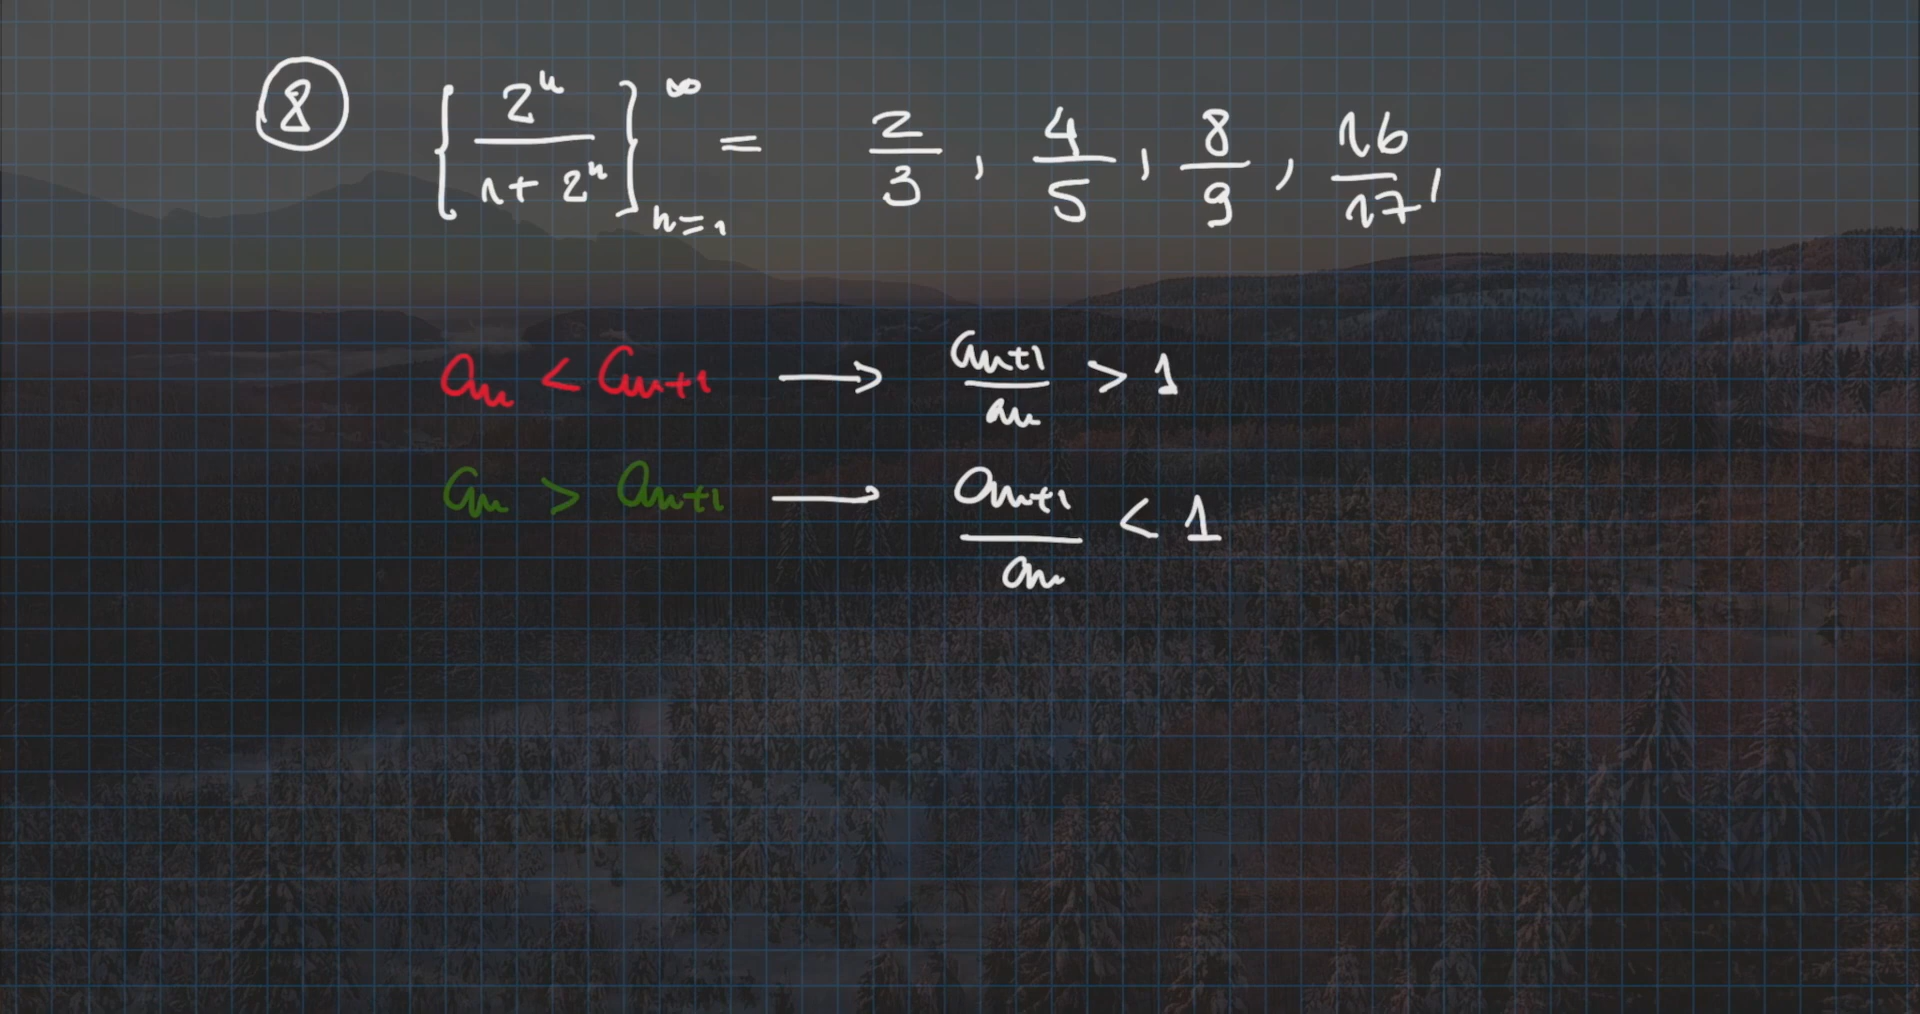 8 { 2^n / 1 + 2^n }_{n=1}^∞ = 2/3 , 4/5 , 8/9 , 16/17 ,
a_n < a_{n+1} → a_{n+1}/a_n > 1
a_n > a_{n+1} → a_{n+1}/a_n < 1